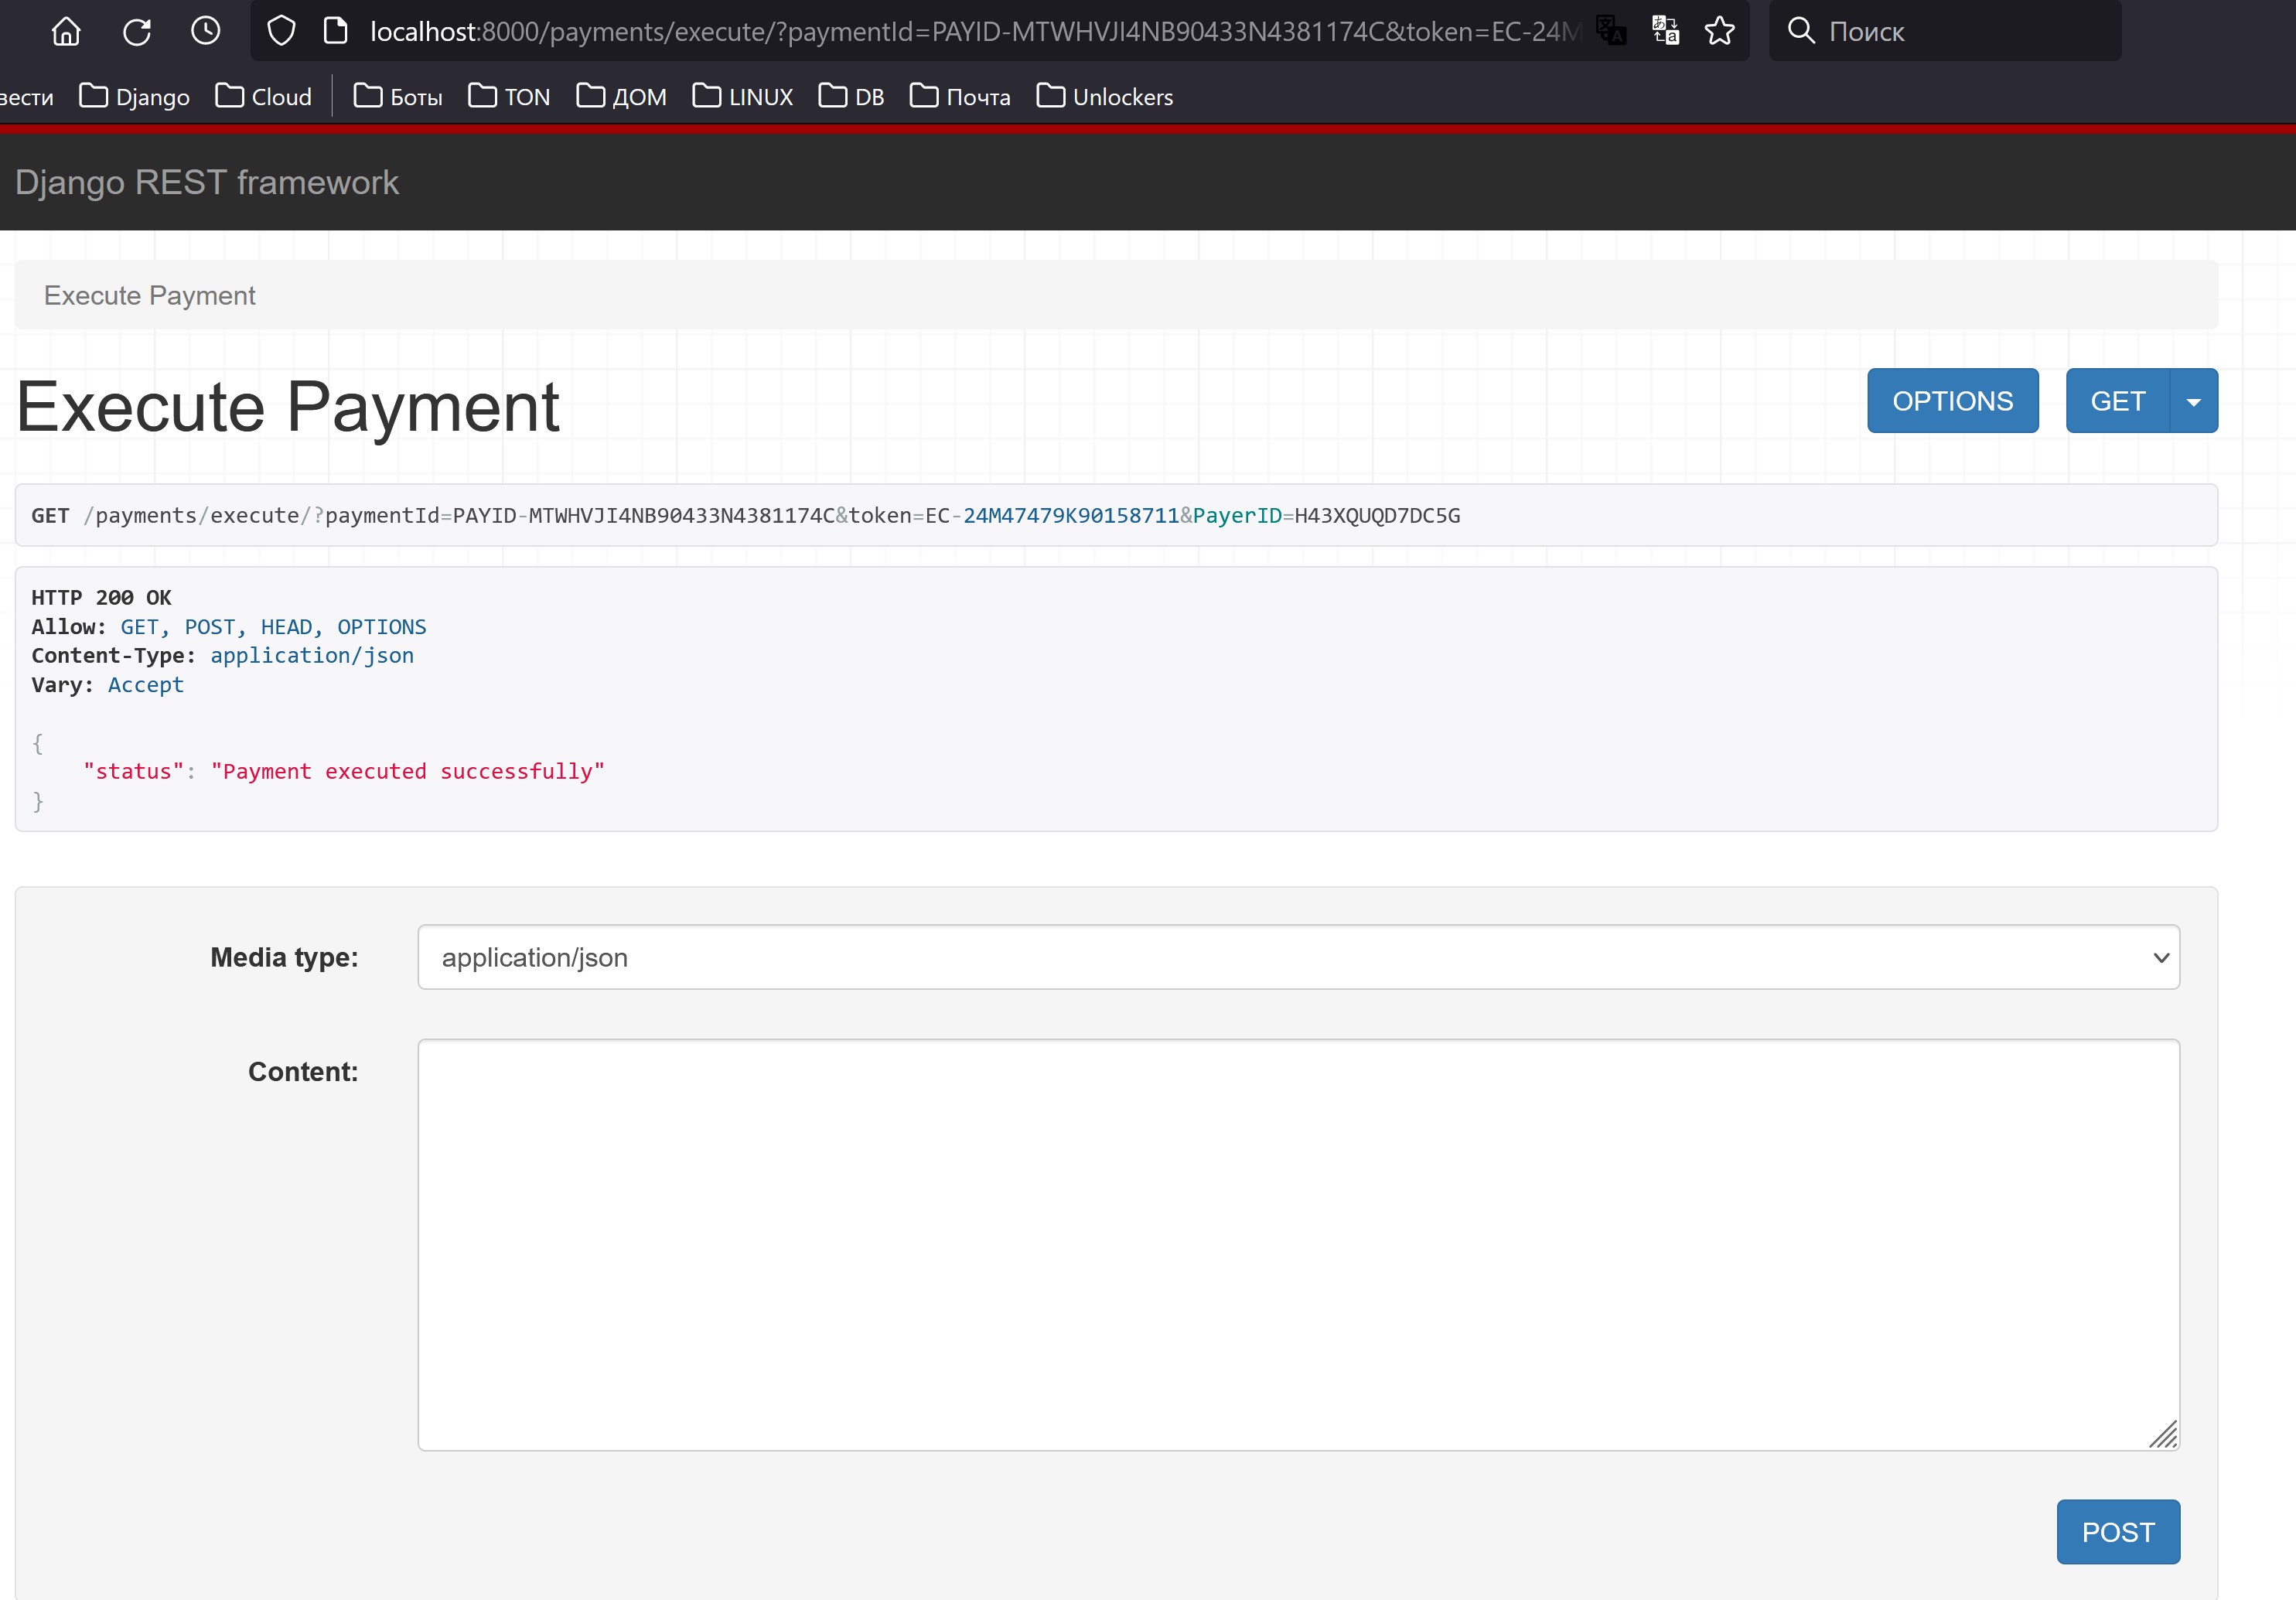 localhost:8000/payments/execute/?paymentId=PAYID-MTWHVJI4NB90433N4381174C&token=EC-24M
Поиск
вести Django Cloud Боты TON ДОМ LINUX DB Почта Unlockers
Django REST framework
Execute Payment
Execute Payment
OPTIONS GET
GET /payments/execute/?paymentId=PAYID-MTWHVJI4NB90433N4381174C&token=EC-24M47479K90158711&PayerID=H43XQUQD7DC5G
HTTP 200 OK
Allow: GET, POST, HEAD, OPTIONS
Content-Type: application/json
Vary: Accept
{
"status": "Payment executed successfully"
}
Media type: application/json
Content:
POST